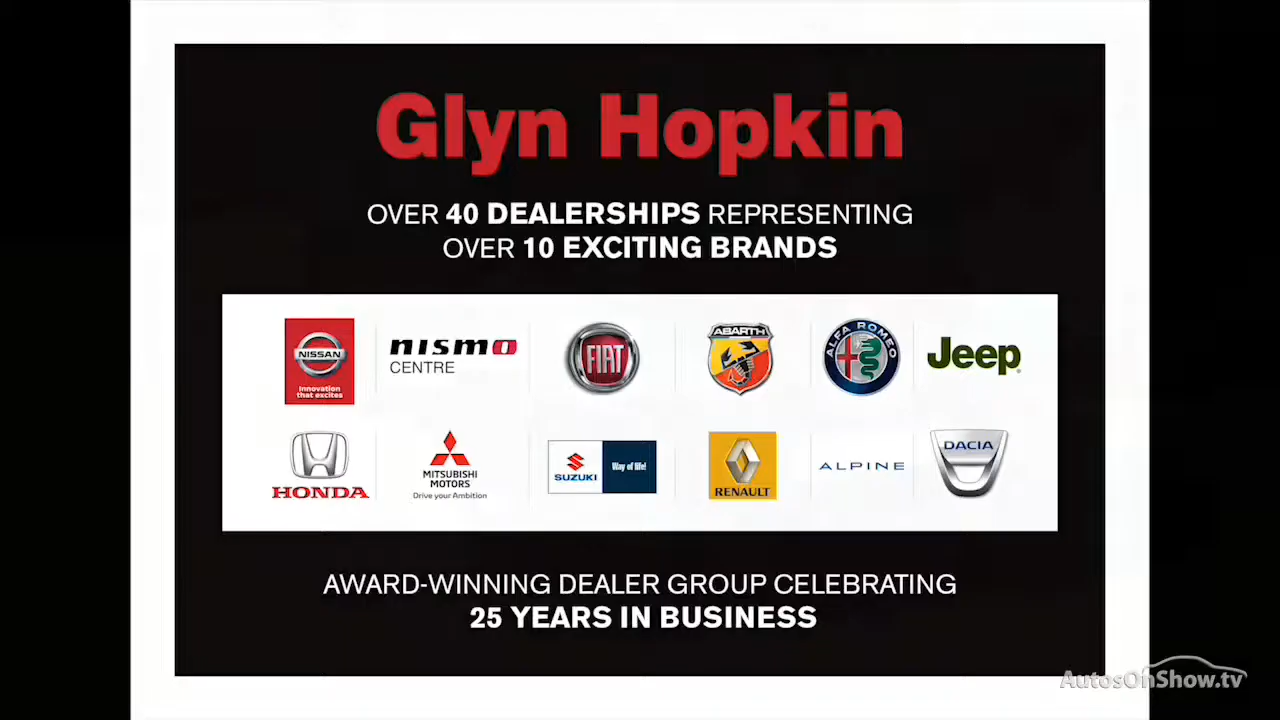 Glyn Hopkin
OVER 40 DEALERSHIPS REPRESENTING
OVER 10 EXCITING BRANDS
NISSAN
Innovation
that excites
nismo
CENTRE
FIAT
ABARTH
ALFA ROMEO
Jeep
HONDA
MITSUBISHI
MOTORS
Drive your Ambition
SUZUKI
Way of life!
RENAULT
ALPINE
DACIA
AWARD-WINNING DEALER GROUP CELEBRATING
25 YEARS IN BUSINESS
AutosOnShow.tv